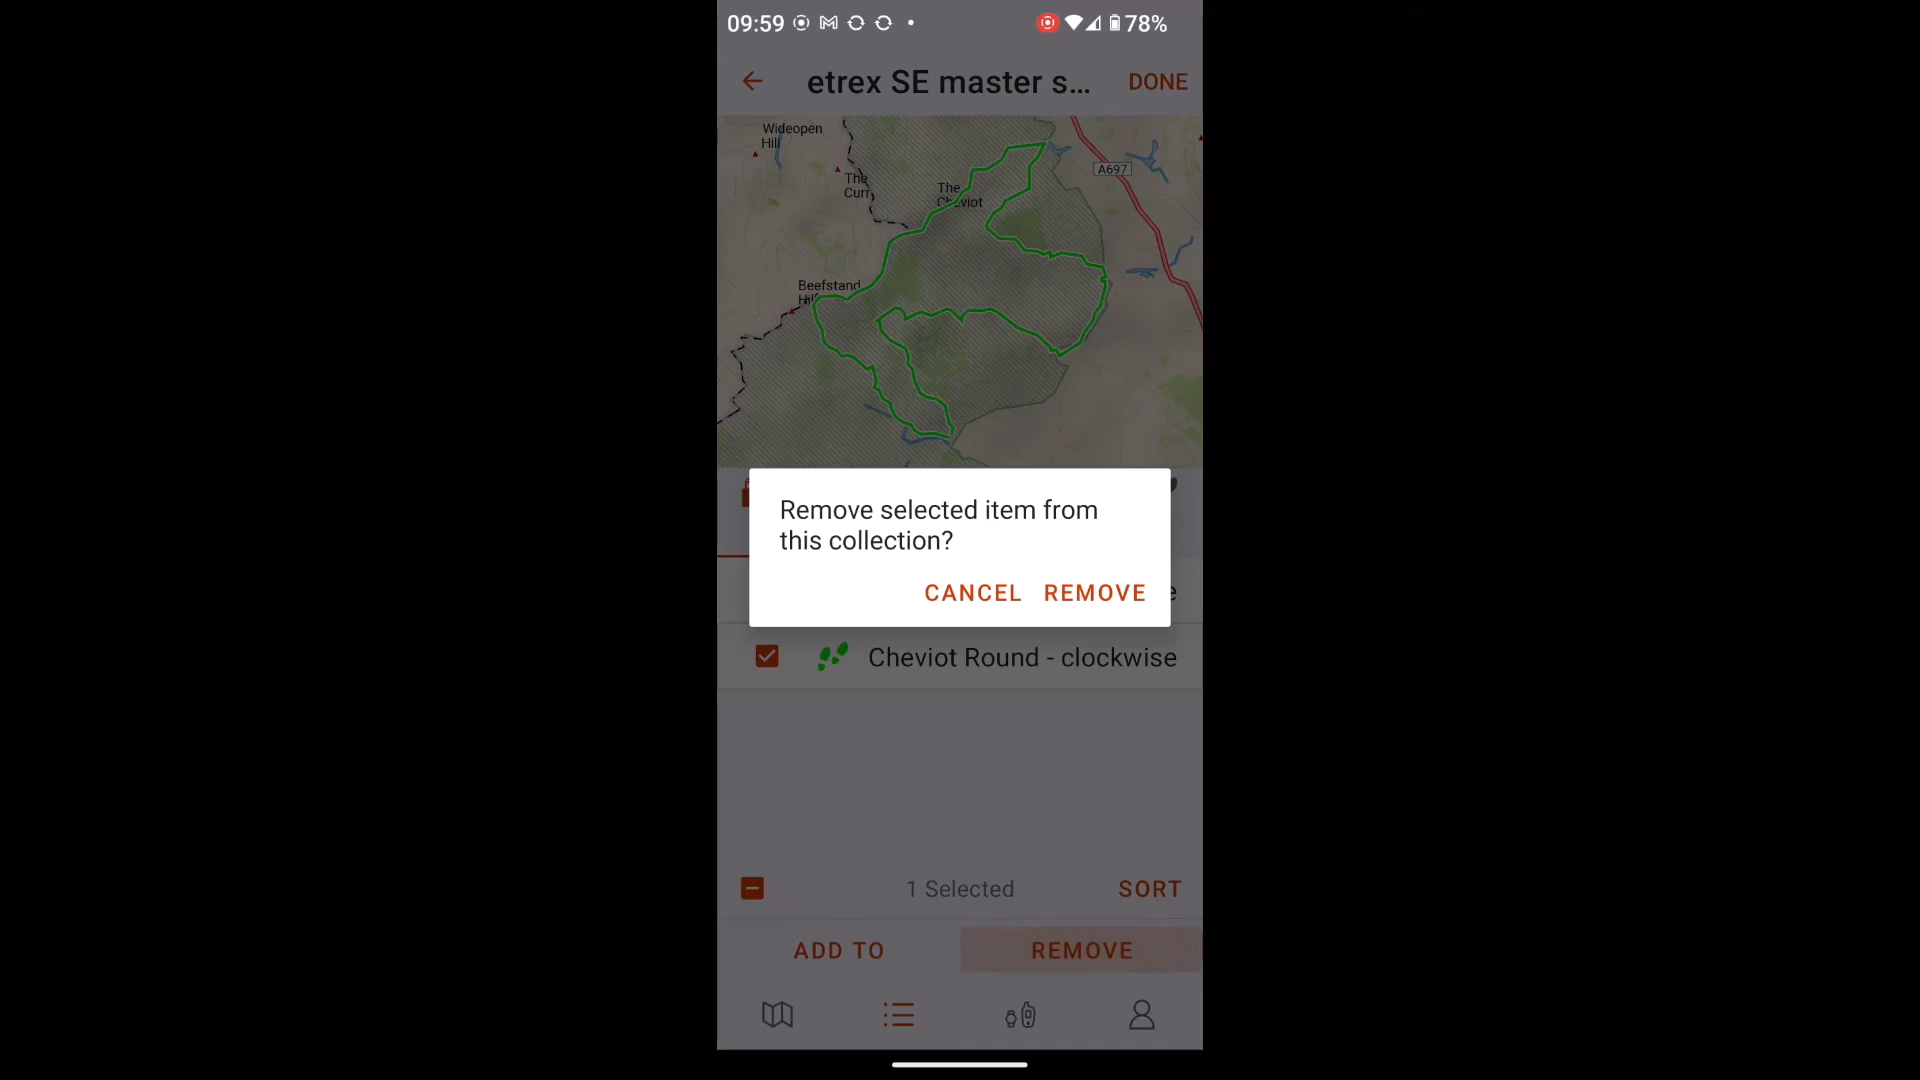 09:59
78%
etrex SE master s...
DONE
Wideopen
Hill
The
Curr
The
Cheviot
A697
Beefstand
Hill
Remove selected item from
this collection?
CANCEL REMOVE
e
Cheviot Round - clockwise
1 Selected
SORT
ADD TO
REMOVE